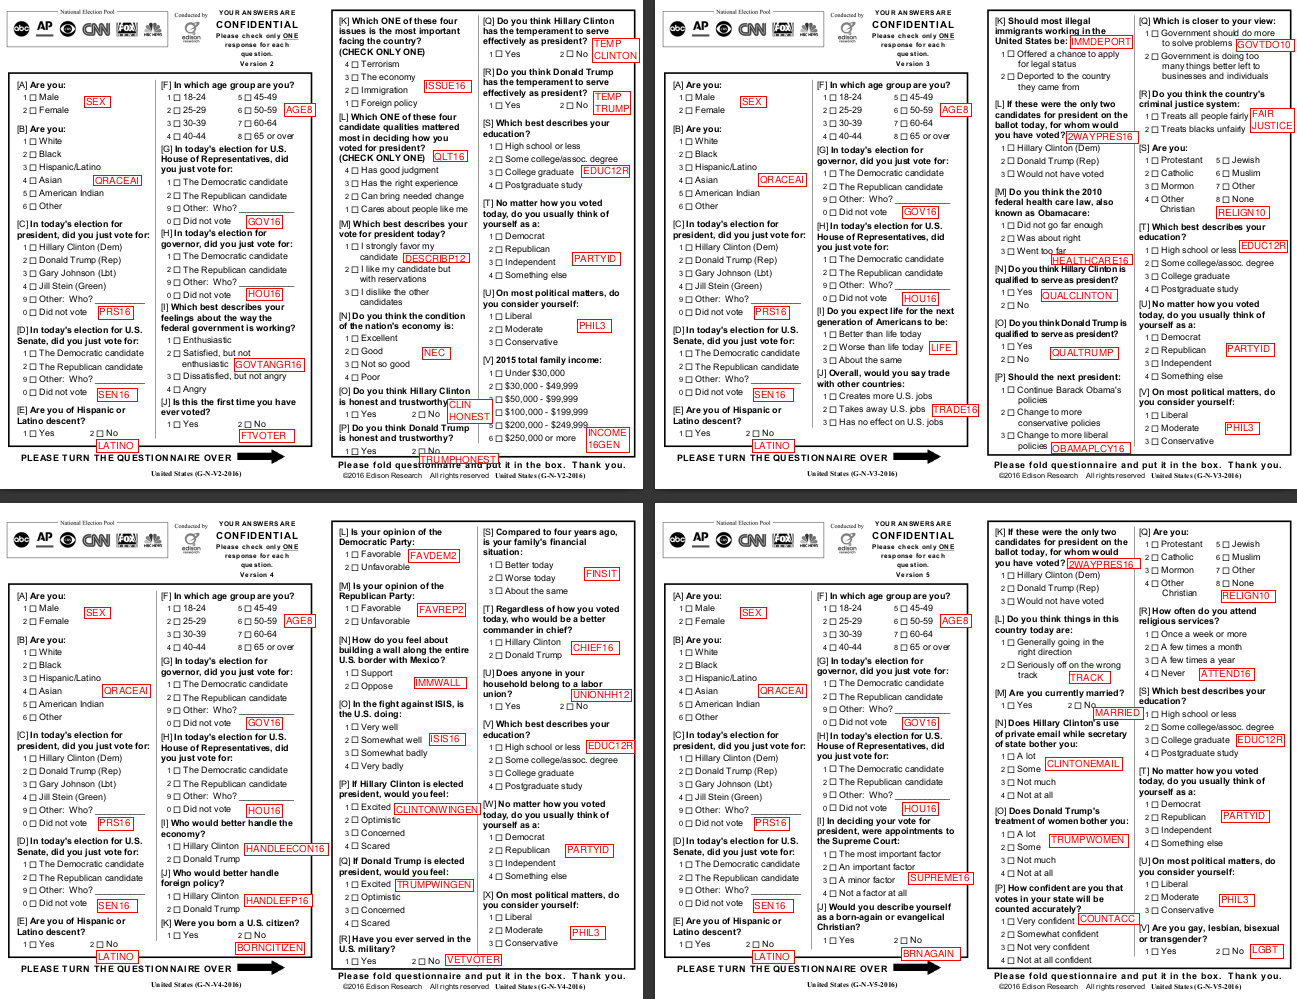 National Election Pool
Conducted by
abc AP CNN FOX NBC NEWS
edison
YOUR ANSWERS ARE
CONFIDENTIAL
Please check only ONE
response for each
question.
Version 2
[A] Are you:
1 Male
2 Female
SEX
[B] Are you:
1 White
2 Black
3 Hispanic/Latino
4 Asian
QRACEAI
5 American Indian
6 Other
[C] In today's election for
president, did you just vote for:
1 Hillary Clinton (Dem)
2 Donald Trump (Rep)
3 Gary Johnson (Lbt)
4 Jill Stein (Green)
9 Other: Who?
0 Did not vote
PRS16
[D] In today's election for U.S.
Senate, did you just vote for:
1 The Democratic candidate
2 The Republican candidate
9 Other: Who?
0 Did not vote
SEN16
[E] Are you of Hispanic or
Latino descent?
1 Yes 2 No
LATINO
[F] In which age group are you?
1 18-24 5 45-49
2 25-29 6 50-59
3 30-39 7 60-64
4 40-44 8 65 or over
AGE8
[G] In today's election for U.S.
House of Representatives, did
you just vote for:
1 The Democratic candidate
2 The Republican candidate
9 Other: Who?
0 Did not vote
GOV16
[H] In today's election for
governor, did you just vote for:
1 The Democratic candidate
2 The Republican candidate
9 Other: Who?
0 Did not vote
HOU16
[I] Which best describes your
feelings about the way the
federal government is working?
1 Enthusiastic
2 Satisfied, but not
enthusiastic
GOVTANGR16
3 Dissatisfied, but not angry
4 Angry
[J] Is this the first time you have
ever voted?
1 Yes 2 No
FTVOTER
PLEASE TURN THE QUESTIONNAIRE OVER
United States (G-N-V2-2016)
[K] Which ONE of these four
issues is the most important
facing the country?
(CHECK ONLY ONE)
4 Terrorism
3 The economy
2 Immigration
1 Foreign policy
ISSUE16
[L] Which ONE of these four
candidate qualities mattered
most in deciding how you
voted for president?
(CHECK ONLY ONE)
QLT16
4 Has good judgment
3 Has the right experience
2 Can bring needed change
1 Cares about people like me
[M] Which best describes your
vote for president today?
1 I strongly favor my
candidate
DESCRIBP12
2 I like my candidate but
with reservations
3 I dislike the other
candidates
[N] Do you think the condition
of the nation's economy is:
1 Excellent
2 Good
3 Not so good
4 Poor
NEC
[O] Do you think Hillary Clinton
is honest and trustworthy
1 Yes 2 No
CLIN
HONEST
[P] Do you think Donald Trump
is honest and trustworthy?
1 Yes 2 No
TRUMPHONEST
[Q] Do you think Hillary Clinton
has the temperament to serve
effectively as president?
1 Yes 2 No
TEMP
CLINTON
[R] Do you think Donald Trump
has the temperament to serve
effectively as president?
1 Yes 2 No
TEMP
TRUMP
[S] Which best describes your
education?
1 High school or less
2 Some college/assoc. degree
3 College graduate
4 Postgraduate study
EDUC12R
[T] No matter how you voted
today, do you usually think of
yourself as a:
1 Democrat
2 Republican
3 Independent
4 Something else
PARTYID
[U] On most political matters, do
you consider yourself:
1 Liberal
2 Moderate
3 Conservative
PHIL3
[V] 2015 total family income:
1 Under $30,000
2 $30,000 - $49,999
$50,000 - $99,999
$100,000 - $199,999
5 $200,000 - $249,999
6 $250,000 or more
INCOME
16GEN
Please fold questionnaire and put it in the box. Thank you.
©2016 Edison Research All rights reserved United States (G-N-V2-2016)
National Election Pool
Conducted by
abc AP CNN FOX NBC NEWS
edison
YOUR ANSWERS ARE
CONFIDENTIAL
Please check only ONE
response for each
question.
Version 3
[A] Are you:
1 Male
2 Female
SEX
[B] Are you:
1 White
2 Black
3 Hispanic/Latino
4 Asian
QRACEAI
5 American Indian
6 Other
[C] In today's election for
president, did you just vote for:
1 Hillary Clinton (Dem)
2 Donald Trump (Rep)
3 Gary Johnson (Lbt)
4 Jill Stein (Green)
9 Other: Who?
0 Did not vote
PRS16
[D] In today's election for U.S.
Senate, did you just vote for:
1 The Democratic candidate
2 The Republican candidate
9 Other: Who?
0 Did not vote
SEN16
[E] Are you of Hispanic or
Latino descent?
1 Yes 2 No
LATINO
[F] In which age group are you?
1 18-24 5 45-49
2 25-29 6 50-59
3 30-39 7 60-64
4 40-44 8 65 or over
AGE8
[G] In today's election for
governor, did you just vote for:
1 The Democratic candidate
2 The Republican candidate
9 Other: Who?
0 Did not vote
GOV16
[H] In today's election for U.S.
House of Representatives, did
you just vote for:
1 The Democratic candidate
2 The Republican candidate
9 Other: Who?
0 Did not vote
HOU16
[I] Do you expect life for the next
generation of Americans to be:
1 Better than life today
2 Worse than life today
3 About the same
LIFE
[J] Overall, would you say trade
with other countries:
1 Creates more U.S. jobs
2 Takes away U.S. jobs
3 Has no effect on U.S. jobs
TRADE16
PLEASE TURN THE QUESTIONNAIRE OVER
United States (G-N-V3-2016)
[K] Should most illegal
immigrants working in the
United States be:
IMMDEPORT
1 Offered a chance to apply
for legal status
2 Deported to the country
they came from
[L] If these were the only two
candidates for president on the
ballot today, for whom would
you have voted?
2WAYPRES16
1 Hillary Clinton (Dem)
2 Donald Trump (Rep)
3 Would not have voted
[M] Do you think the 2010
federal health care law, also
known as Obamacare:
1 Did not go far enough
2 Was about right
3 Went too far
HEALTHCARE16
[N] Do you think Hillary Clinton is
qualified to serve as president?
1 Yes
2 No
QUALCLINTON
[O] Do you think Donald Trump is
qualified to serve as president?
1 Yes
2 No
QUALTRUMP
[P] Should the next president:
1 Continue Barack Obama's
policies
2 Change to more
conservative policies
3 Change to more liberal
policies
OBAMAPLCY16
[Q] Which is closer to your view:
1 Government should do more
to solve problems
GOVTDO10
2 Government is doing too
many things better left to
businesses and individuals
[R] Do you think the country's
criminal justice system:
1 Treats all people fairly
2 Treats blacks unfairly
FAIR
JUSTICE
[S] Are you:
1 Protestant 5 Jewish
2 Catholic 6 Muslim
3 Mormon 7 Other
4 Other
Christian 8 None
RELIGN10
[T] Which best describes your
education?
1 High school or less
EDUC12R
2 Some college/assoc. degree
3 College graduate
4 Postgraduate study
[U] No matter how you voted
today, do you usually think of
yourself as a:
1 Democrat
2 Republican
3 Independent
4 Something else
PARTYID
[V] On most political matters, do
you consider yourself:
1 Liberal
2 Moderate
3 Conservative
PHIL3
Please fold questionnaire and put it in the box. Thank you.
©2016 Edison Research All rights reserved United States (G-N-V3-2016)
National Election Pool
Conducted by
abc AP CNN FOX NBC NEWS
edison
YOUR ANSWERS ARE
CONFIDENTIAL
Please check only ONE
response for each
question.
Version 4
[A] Are you:
1 Male
2 Female
SEX
[B] Are you:
1 White
2 Black
3 Hispanic/Latino
4 Asian
QRACEAI
5 American Indian
6 Other
[C] In today's election for
president, did you just vote for:
1 Hillary Clinton (Dem)
2 Donald Trump (Rep)
3 Gary Johnson (Lbt)
4 Jill Stein (Green)
9 Other: Who?
0 Did not vote
PRS16
[D] In today's election for U.S.
Senate, did you just vote for:
1 The Democratic candidate
2 The Republican candidate
9 Other: Who?
0 Did not vote
SEN16
[E] Are you of Hispanic or
Latino descent?
1 Yes 2 No
LATINO
[F] In which age group are you?
1 18-24 5 45-49
2 25-29 6 50-59
3 30-39 7 60-64
4 40-44 8 65 or over
AGE8
[G] In today's election for
governor, did you just vote for:
1 The Democratic candidate
2 The Republican candidate
9 Other: Who?
0 Did not vote
GOV16
[H] In today's election for U.S.
House of Representatives, did
you just vote for:
1 The Democratic candidate
2 The Republican candidate
9 Other: Who?
0 Did not vote
HOU16
[I] Who would better handle the
economy?
1 Hillary Clinton
2 Donald Trump
HANDLEECON16
[J] Who would better handle
foreign policy?
1 Hillary Clinton
2 Donald Trump
HANDLEFP16
[K] Were you born a U.S. citizen?
1 Yes 2 No
BORNCITIZEN
PLEASE TURN THE QUESTIONNAIRE OVER
United States (G-N-V4-2016)
[L] Is your opinion of the
Democratic Party:
1 Favorable
2 Unfavorable
FAVDEM2
[M] Is your opinion of the
Republican Party:
1 Favorable
2 Unfavorable
FAVREP2
[N] How do you feel about
building a wall along the entire
U.S. border with Mexico?
1 Support
2 Oppose
IMMWALL
[O] In the fight against ISIS, is
the U.S. doing:
1 Very well
2 Somewhat well
3 Somewhat badly
4 Very badly
ISIS16
[P] If Hillary Clinton is elected
president, would you feel:
1 Excited
CLINTONWINGEN
2 Optimistic
3 Concerned
4 Scared
[Q] If Donald Trump is elected
president, would you feel:
1 Excited
TRUMPWINGEN
2 Optimistic
3 Concerned
4 Scared
[R] Have you ever served in the
U.S. military?
1 Yes 2 No
VETVOTER
[S] Compared to four years ago,
is your family's financial
situation:
1 Better today
2 Worse today
3 About the same
FINSIT
[T] Regardless of how you voted
today, who would be a better
commander in chief?
1 Hillary Clinton
2 Donald Trump
CHIEF16
[U] Does anyone in your
household belong to a labor
union?
UNIONHH12
1 Yes 2 No
[V] Which best describes your
education?
1 High school or less
EDUC12R
2 Some college/assoc. degree
3 College graduate
4 Postgraduate study
[W] No matter how you voted
today, do you usually think of
yourself as a:
1 Democrat
2 Republican
3 Independent
4 Something else
PARTYID
[X] On most political matters, do
you consider yourself:
1 Liberal
2 Moderate
3 Conservative
PHIL3
Please fold questionnaire and put it in the box. Thank you.
©2016 Edison Research All rights reserved United States (G-N-V4-2016)
National Election Pool
Conducted by
abc AP CNN FOX NBC NEWS
edison
YOUR ANSWERS ARE
CONFIDENTIAL
Please check only ONE
response for each
question.
Version 5
[A] Are you:
1 Male
2 Female
SEX
[B] Are you:
1 White
2 Black
3 Hispanic/Latino
4 Asian
QRACEAI
5 American Indian
6 Other
[C] In today's election for
president, did you just vote for:
1 Hillary Clinton (Dem)
2 Donald Trump (Rep)
3 Gary Johnson (Lbt)
4 Jill Stein (Green)
9 Other: Who?
0 Did not vote
PRS16
[D] In today's election for U.S.
Senate, did you just vote for:
1 The Democratic candidate
2 The Republican candidate
9 Other: Who?
0 Did not vote
SEN16
[E] Are you of Hispanic or
Latino descent?
1 Yes 2 No
LATINO
[F] In which age group are you?
1 18-24 5 45-49
2 25-29 6 50-59
3 30-39 7 60-64
4 40-44 8 65 or over
AGE8
[G] In today's election for
governor, did you just vote for:
1 The Democratic candidate
2 The Republican candidate
9 Other: Who?
0 Did not vote
GOV16
[H] In today's election for U.S.
House of Representatives, did
you just vote for:
1 The Democratic candidate
2 The Republican candidate
9 Other: Who?
0 Did not vote
HOU16
[I] In deciding your vote for
president, were appointments to
the Supreme Court:
1 The most important factor
2 An important factor
3 A minor factor
4 Not a factor at all
SUPREME16
[J] Would you describe yourself
as a born-again or evangelical
Christian?
1 Yes 2 No
BRNAGAIN
PLEASE TURN THE QUESTIONNAIRE OVER
United States (G-N-V5-2016)
[K] If these were the only two
candidates for president on the
ballot today, for whom would
you have voted?
2WAYPRES16
1 Hillary Clinton (Dem)
2 Donald Trump (Rep)
3 Would not have voted
[L] Do you think things in this
country today are:
1 Generally going in the
right direction
2 Seriously off on the wrong
track
TRACK
[M] Are you currently married?
1 Yes 2 No
MARRIED
[N] Does Hillary Clinton's use
of private email while secretary
of state bother you:
1 A lot
2 Some
3 Not much
4 Not at all
CLINTONEMAIL
[O] Does Donald Trump's
treatment of women bother you:
1 A lot
2 Some
3 Not much
4 Not at all
TRUMPWOMEN
[P] How confident are you that
votes in your state will be
counted accurately?
1 Very confident
COUNTACC
2 Somewhat confident
3 Not very confident
4 Not at all confident
[Q] Are you:
1 Protestant 5 Jewish
2 Catholic 6 Muslim
3 Mormon 7 Other
4 Other
Christian 8 None
RELIGN10
[R] How often do you attend
religious services?
1 Once a week or more
2 A few times a month
3 A few times a year
4 Never
ATTEND16
[S] Which best describes your
education?
1 High school or less
2 Some college/assoc. degree
3 College graduate
4 Postgraduate study
EDUC12R
[T] No matter how you voted
today, do you usually think of
yourself as a:
1 Democrat
2 Republican
3 Independent
4 Something else
PARTYID
[U] On most political matters, do
you consider yourself:
1 Liberal
2 Moderate
3 Conservative
PHIL3
[V] Are you gay, lesbian, bisexual
or transgender?
1 Yes 2 No
LGBT
Please fold questionnaire and put it in the box. Thank you.
©2016 Edison Research All rights reserved United States (G-N-V5-2016)